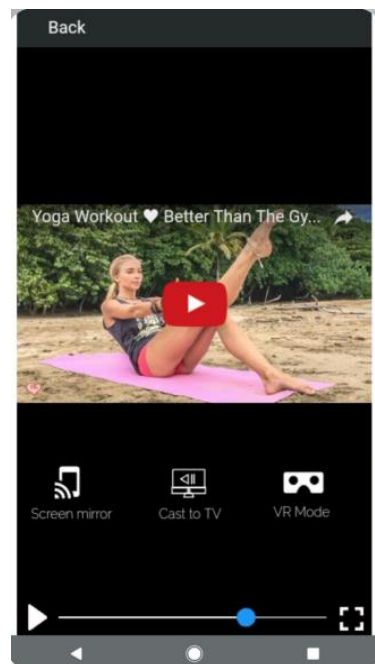 Back
Yoga Workout ♥ Better Than The Gy...
Screen mirror
Cast to TV
VR Mode